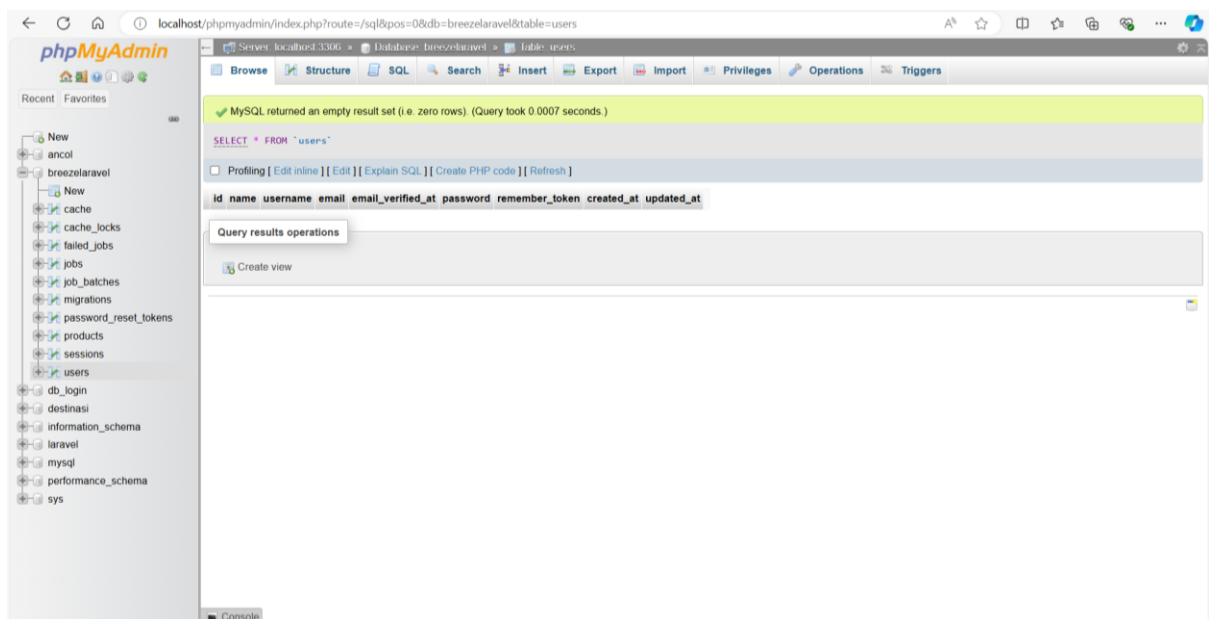 localhost/phpmyadmin/index.php?route=/sql&pos=0&db=breezelaravel&table=users
phpMyAdmin
Recent Favorites
New
ancol
breezelaravel
New
cache
cache_locks
failed_jobs
jobs
job_batches
migrations
password_reset_tokens
products
sessions
users
db_login
destinasi
information_schema
laravel
mysql
performance_schema
sys
Server: localhost:3306 » Database: breezelaravel » Table: users
Browse Structure SQL Search Insert Export Import Privileges Operations Triggers
MySQL returned an empty result set (i.e. zero rows). (Query took 0.0007 seconds.)
SELECT * FROM `users`
Profiling [ Edit inline ] [ Edit ] [ Explain SQL ] [ Create PHP code ] [ Refresh ]
id name username email email_verified_at password remember_token created_at updated_at
Query results operations
Create view
Console